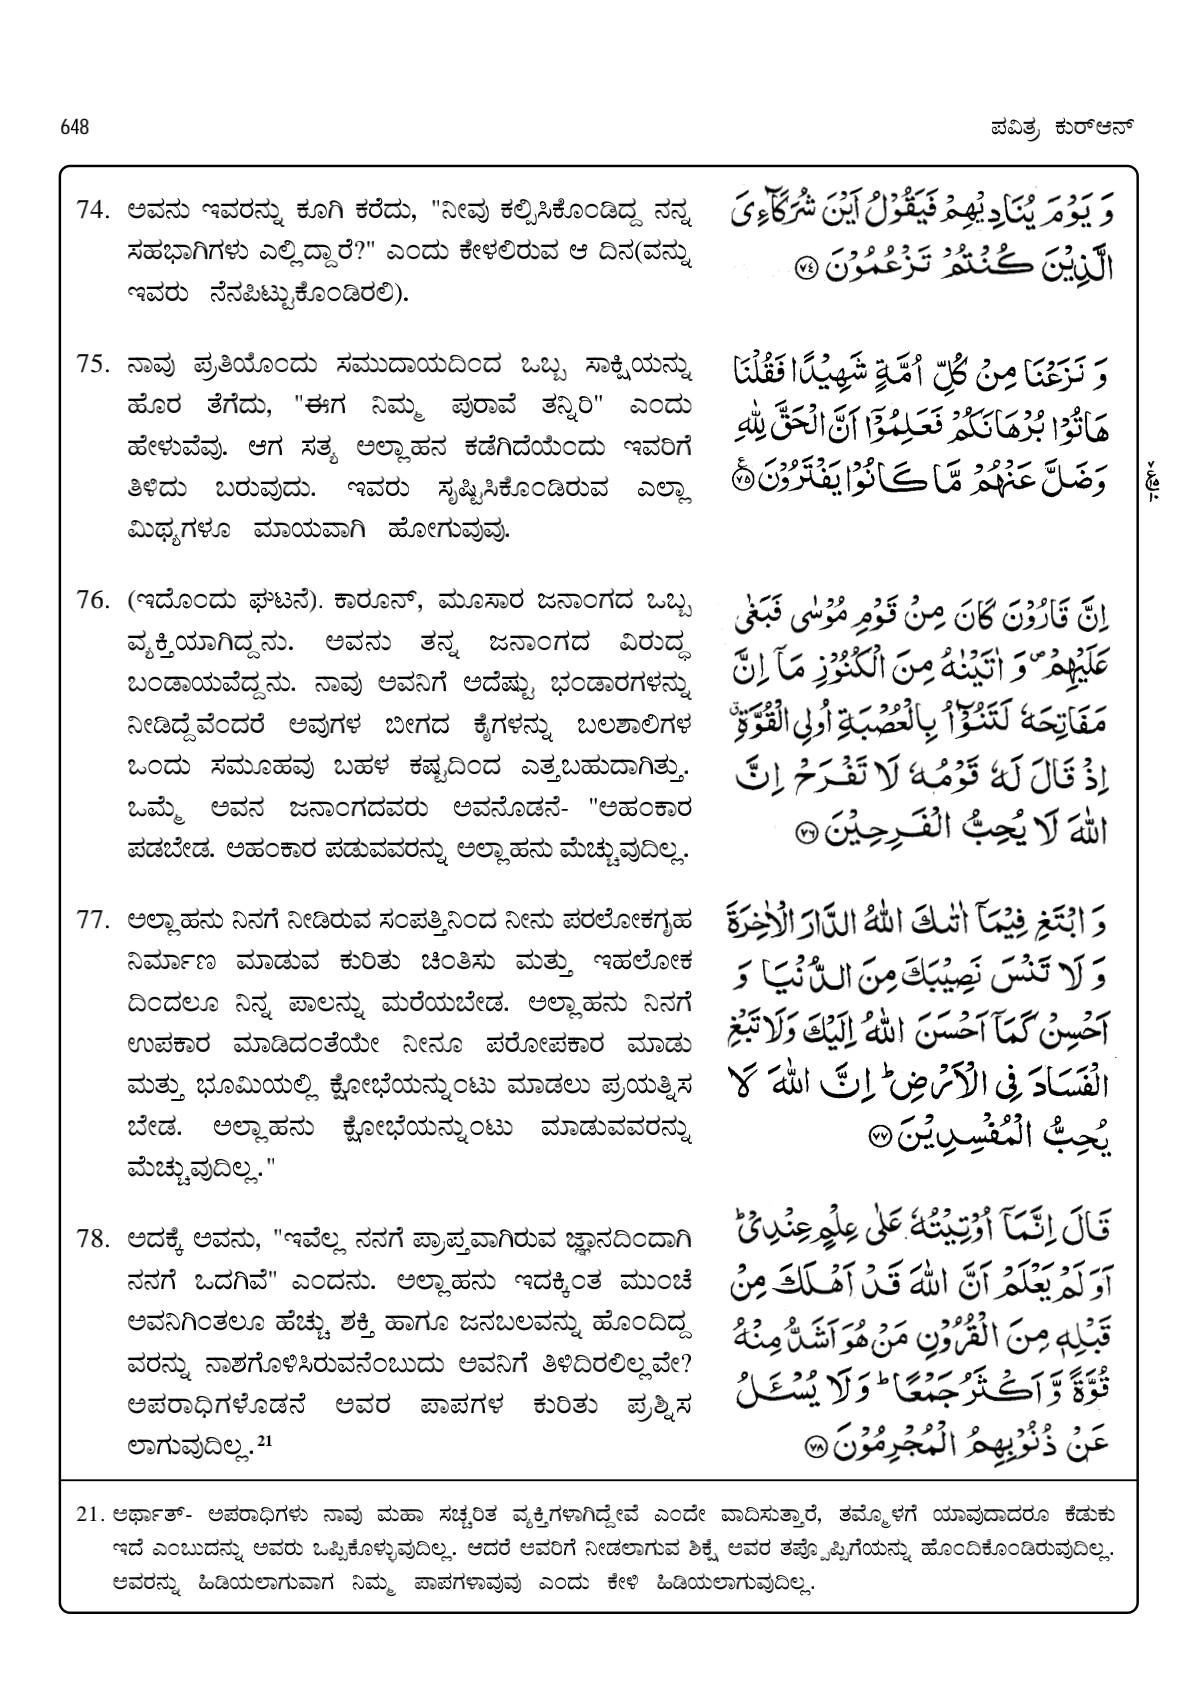 648
ಪವಿತ್ರ ಕುರ್‌ಆನ್
74. ಅವನು ಇವರನ್ನು ಕೂಗಿ ಕರೆದು, "ನೀವು ಕಲ್ಪಿಸಿಕೊಂಡಿದ್ದ ನನ್ನ
ಸಹಭಾಗಿಗಳು ಎಲ್ಲಿದ್ದಾರೆ?" ಎಂದು ಕೇಳಲಿರುವ ಆ ದಿನ(ವನ್ನು
ಇವರು ನೆನಪಿಟ್ಟುಕೊಂಡಿರಲಿ).
وَ يَوْمَ يُنَادِيْهِمْ فَيَقُوْلُ اَيْنَ شُرَكَآءِىَ
الَّذِيْنَ كُنْتُمْ تَزْعُمُوْنَ ﴿٧٤﴾
75. ನಾವು ಪ್ರತಿಯೊಂದು ಸಮುದಾಯದಿಂದ ಒಬ್ಬ ಸಾಕ್ಷಿಯನ್ನು
ಹೊರ ತೆಗೆದು, "ಈಗ ನಿಮ್ಮ ಪುರಾವೆ ತನ್ನಿರಿ" ಎಂದು
ಹೇಳುವೆವು. ಆಗ ಸತ್ಯ ಅಲ್ಲಾಹನ ಕಡೆಗಿದೆಯೆಂದು ಇವರಿಗೆ
ತಿಳಿದು ಬರುವುದು. ಇವರು ಸೃಷ್ಟಿಸಿಕೊಂಡಿರುವ ಎಲ್ಲಾ
ಮಿಥ್ಯಗಳೂ ಮಾಯವಾಗಿ ಹೋಗುವುವು.
وَ نَزَعْنَا مِنْ كُلِّ اُمَّةٍ شَهِيْدًا فَقُلْنَا
هَاتُوْا بُرْهَانَكُمْ فَعَلِمُوْٓا اَنَّ الْحَقَّ لِلّٰهِ
وَضَلَّ عَنْهُمْ مَّا كَانُوْا يَفْتَرُوْنَ ﴿٧٥﴾
76. (ಇದೊಂದು ಘಟನೆ). ಕಾರೂನ್, ಮೂಸಾರ ಜನಾಂಗದ ಒಬ್ಬ
ವ್ಯಕ್ತಿಯಾಗಿದ್ದನು. ಅವನು ತನ್ನ ಜನಾಂಗದ ವಿರುದ್ಧ
ಬಂಡಾಯವೆದ್ದನು. ನಾವು ಅವನಿಗೆ ಅದೆಷ್ಟು ಭಂಡಾರಗಳನ್ನು
ನೀಡಿದ್ದೆವೆಂದರೆ ಅವುಗಳ ಬೀಗದ ಕೈಗಳನ್ನು ಬಲಶಾಲಿಗಳ
ಒಂದು ಸಮೂಹವು ಬಹಳ ಕಷ್ಟದಿಂದ ಎತ್ತಬಹುದಾಗಿತ್ತು.
ಒಮ್ಮೆ ಅವನ ಜನಾಂಗದವರು ಅವನೊಡನೆ- "ಅಹಂಕಾರ
ಪಡಬೇಡ. ಅಹಂಕಾರ ಪಡುವವರನ್ನು ಅಲ್ಲಾಹನು ಮೆಚ್ಚುವುದಿಲ್ಲ.
اِنَّ قَارُوْنَ كَانَ مِنْ قَوْمِ مُوْسٰى فَبَغٰى
عَلَيْهِمْ ۪ وَ اٰتَيْنٰهُ مِنَ الْكُنُوْزِ مَآ اِنَّ
مَفَاتِحَهٗ لَتَنُوْٓاُ بِالْعُصْبَةِ اُولِى الْقُوَّةِ ۗ
اِذْ قَالَ لَهٗ قَوْمُهٗ لَا تَفْرَحْ اِنَّ
اللّٰهَ لَا يُحِبُّ الْفَرِحِيْنَ ﴿٧٦﴾
77. ಅಲ್ಲಾಹನು ನಿನಗೆ ನೀಡಿರುವ ಸಂಪತ್ತಿನಿಂದ ನೀನು ಪರಲೋಕಗೃಹ
ನಿರ್ಮಾಣ ಮಾಡುವ ಕುರಿತು ಚಿಂತಿಸು ಮತ್ತು ಇಹಲೋಕ
ದಿಂದಲೂ ನಿನ್ನ ಪಾಲನ್ನು ಮರೆಯಬೇಡ. ಅಲ್ಲಾಹನು ನಿನಗೆ
ಉಪಕಾರ ಮಾಡಿದಂತೆಯೇ ನೀನೂ ಪರೋಪಕಾರ ಮಾಡು
ಮತ್ತು ಭೂಮಿಯಲ್ಲಿ ಕ್ಷೋಭೆಯನ್ನುಂಟು ಮಾಡಲು ಪ್ರಯತ್ನಿಸ
ಬೇಡ. ಅಲ್ಲಾಹನು ಕ್ಷೋಭೆಯನ್ನುಂಟು ಮಾಡುವವರನ್ನು
ಮೆಚ್ಚುವುದಿಲ್ಲ."
وَ ابْتَغِ فِيْمَآ اٰتٰىكَ اللّٰهُ الدَّارَ الْاٰخِرَةَ
وَ لَا تَنْسَ نَصِيْبَكَ مِنَ الدُّنْيَا وَ
اَحْسِنْ كَمَآ اَحْسَنَ اللّٰهُ اِلَيْكَ وَلَا تَبْغِ
الْفَسَادَ فِى الْاَرْضِ ؕ اِنَّ اللّٰهَ لَا
يُحِبُّ الْمُفْسِدِيْنَ ﴿٧٧﴾
78. ಅದಕ್ಕೆ ಅವನು, "ಇವೆಲ್ಲ ನನಗೆ ಪ್ರಾಪ್ತವಾಗಿರುವ ಜ್ಞಾನದಿಂದಾಗಿ
ನನಗೆ ಒದಗಿವೆ" ಎಂದನು. ಅಲ್ಲಾಹನು ಇದಕ್ಕಿಂತ ಮುಂಚೆ
ಅವನಿಗಿಂತಲೂ ಹೆಚ್ಚು ಶಕ್ತಿ ಹಾಗೂ ಜನಬಲವನ್ನು ಹೊಂದಿದ್ದ
ವರನ್ನು ನಾಶಗೊಳಿಸಿರುವನೆಂಬುದು ಅವನಿಗೆ ತಿಳಿದಿರಲಿಲ್ಲವೇ?
ಅಪರಾಧಿಗಳೊಡನೆ ಅವರ ಪಾಪಗಳ ಕುರಿತು ಪ್ರಶ್ನಿಸ
ಲಾಗುವುದಿಲ್ಲ.21
قَالَ اِنَّمَآ اُوْتِيْتُهٗ عَلٰى عِلْمٍ عِنْدِىْ ؕ
اَوَ لَمْ يَعْلَمْ اَنَّ اللّٰهَ قَدْ اَهْلَكَ مِنْ
قَبْلِهٖ مِنَ الْقُرُوْنِ مَنْ هُوَ اَشَدُّ مِنْهُ
قُوَّةً وَّ اَكْثَرُ جَمْعًا ؕ وَ لَا يُسْـَٔلُ
عَنْ ذُنُوْبِهِمُ الْمُجْرِمُوْنَ ﴿٧٨﴾
21. ಅರ್ಥಾತ್- ಅಪರಾಧಿಗಳು ನಾವು ಮಹಾ ಸಚ್ಚರಿತ ವ್ಯಕ್ತಿಗಳಾಗಿದ್ದೇವೆ ಎಂದೇ ವಾದಿಸುತ್ತಾರೆ, ತಮ್ಮೊಳಗೆ ಯಾವುದಾದರೂ ಕೆಡುಕು
ಇದೆ ಎಂಬುದನ್ನು ಅವರು ಒಪ್ಪಿಕೊಳ್ಳುವುದಿಲ್ಲ. ಆದರೆ ಅವರಿಗೆ ನೀಡಲಾಗುವ ಶಿಕ್ಷೆ ಅವರ ತಪ್ಪೊಪ್ಪಿಗೆಯನ್ನು ಹೊಂದಿಕೊಂಡಿರುವುದಿಲ್ಲ.
ಅವರನ್ನು ಹಿಡಿಯಲಾಗುವಾಗ ನಿಮ್ಮ ಪಾಪಗಳಾವುವು ಎಂದು ಕೇಳಿ ಹಿಡಿಯಲಾಗುವುದಿಲ್ಲ.